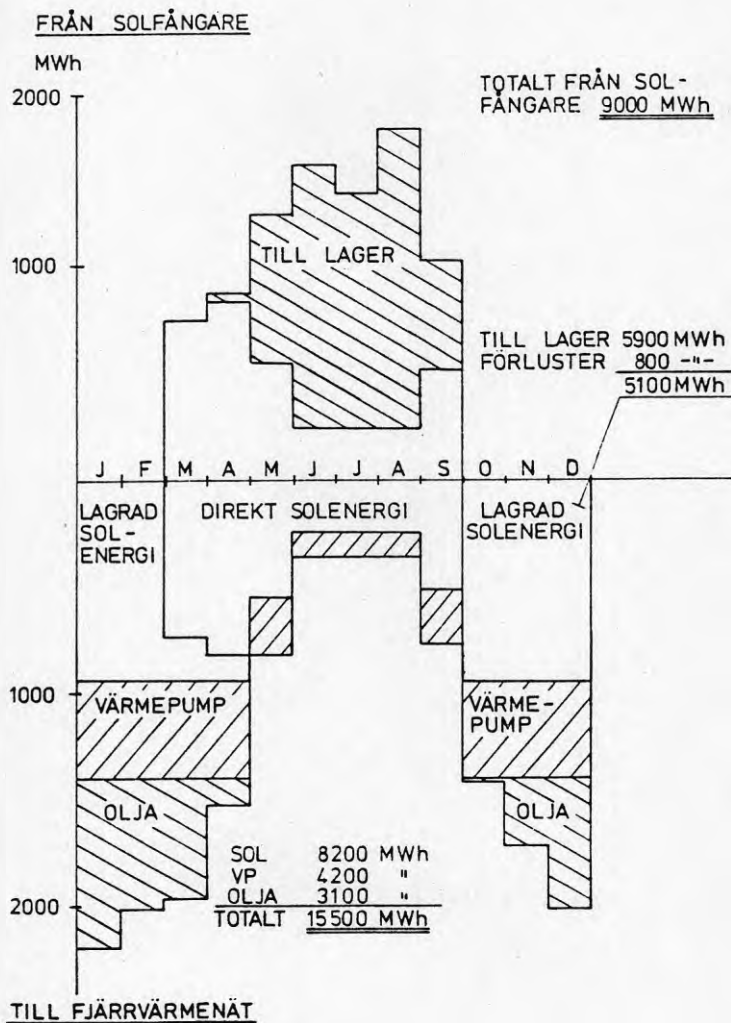 FRÅN SOLFÅNGARE
MWh
2000
TOTALT FRÅN SOL-
FÅNGARE 9000 MWh
TILL LAGER
1000
TILL LAGER 5900 MWh
FÖRLUSTER 800 -"-
5100 MWh
J F M A M J J A S O N D
LAGRAD
SOL-
ENERGI
DIREKT SOLENERGI
LAGRAD
SOLENERGI
1000
VÄRMEPUMP
VÄRME-
PUMP
OLJA
OLJA
SOL 8200 MWh
VP 4200 "
OLJA 3100 "
TOTALT 15500 MWh
2000
TILL FJÄRRVÄRMENÄT